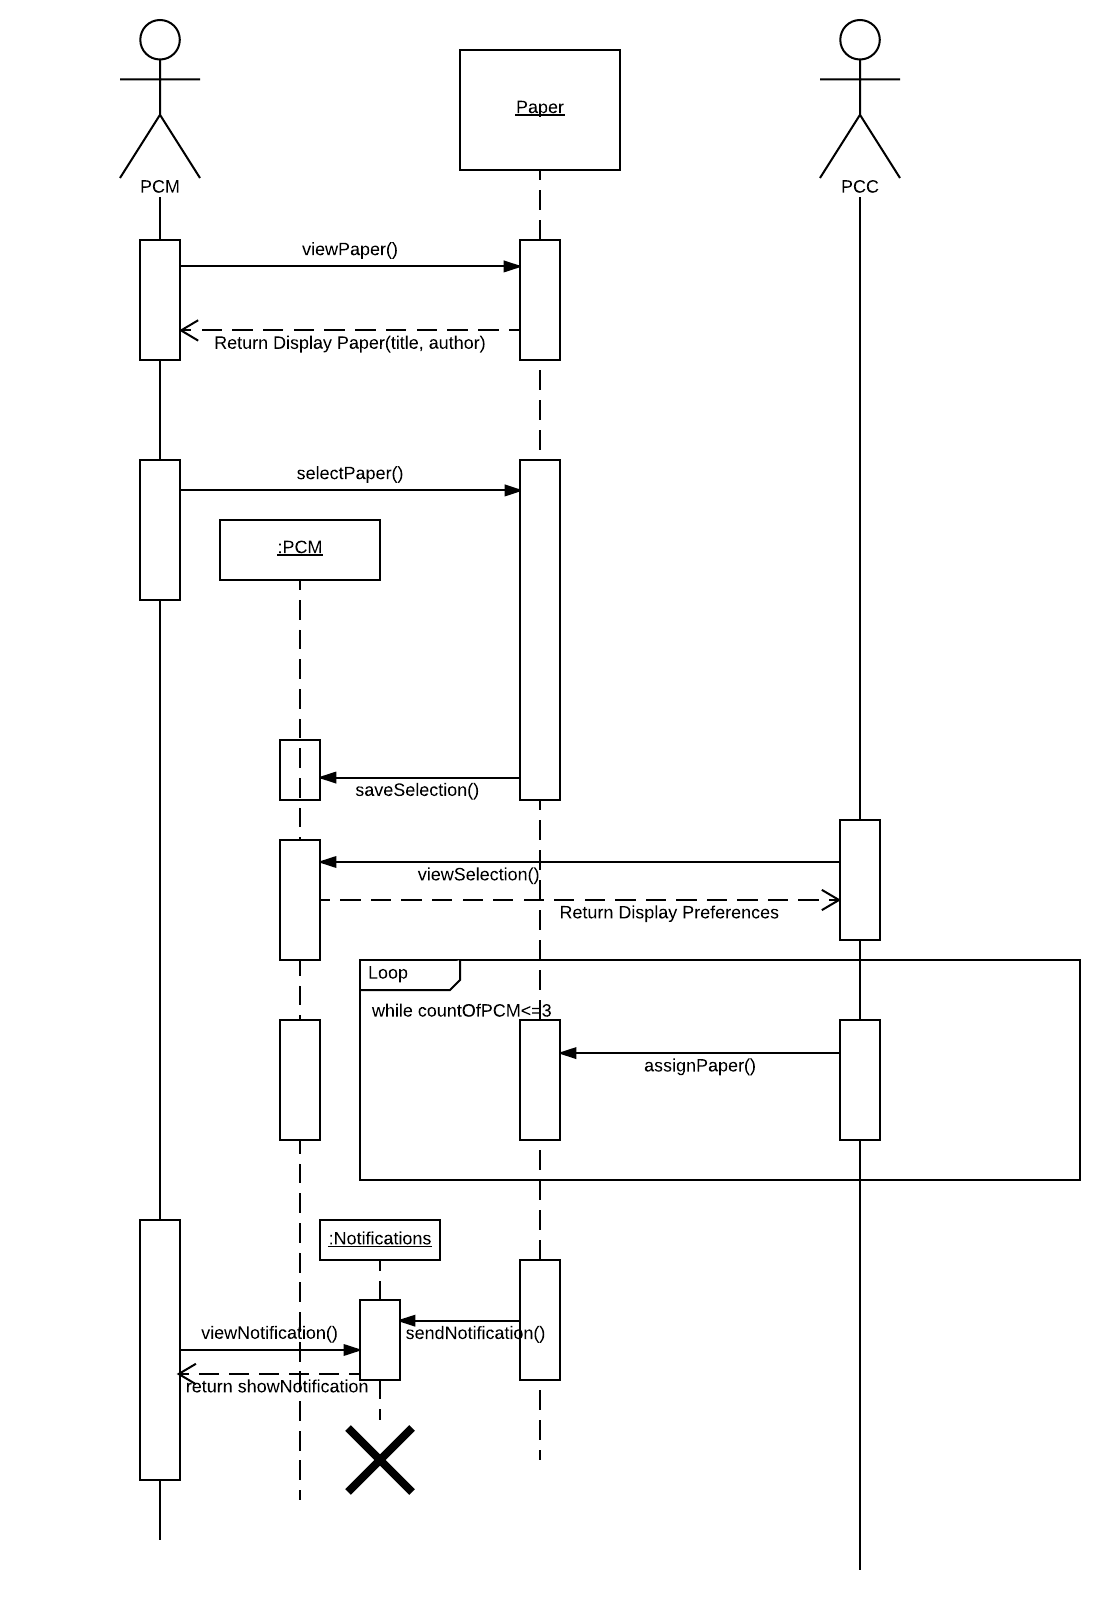 Paper
PCM
PCC
viewPaper()
Return Display Paper(title, author)
selectPaper()
:PCM
saveSelection()
viewSelection()
Return Display Preferences
Loop
while countOfPCM<=3
assignPaper()
:Notifications
viewNotification()
sendNotification()
return showNotification